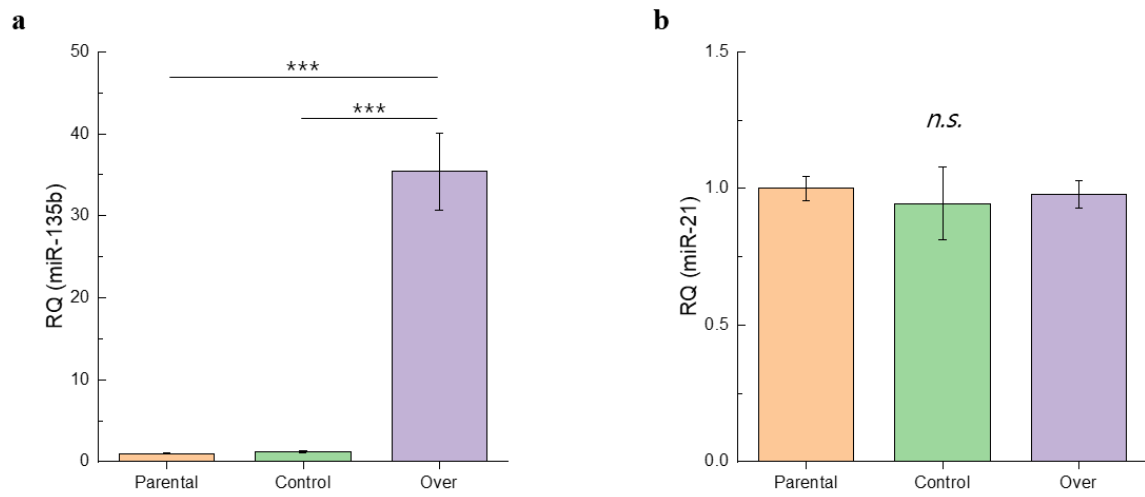 a
50
40
30
20
10
0
RQ (miR-135b)
***
***
Parental Control Over
b
1.5
1.0
0.5
0.0
RQ (miR-21)
n.s.
Parental Control Over